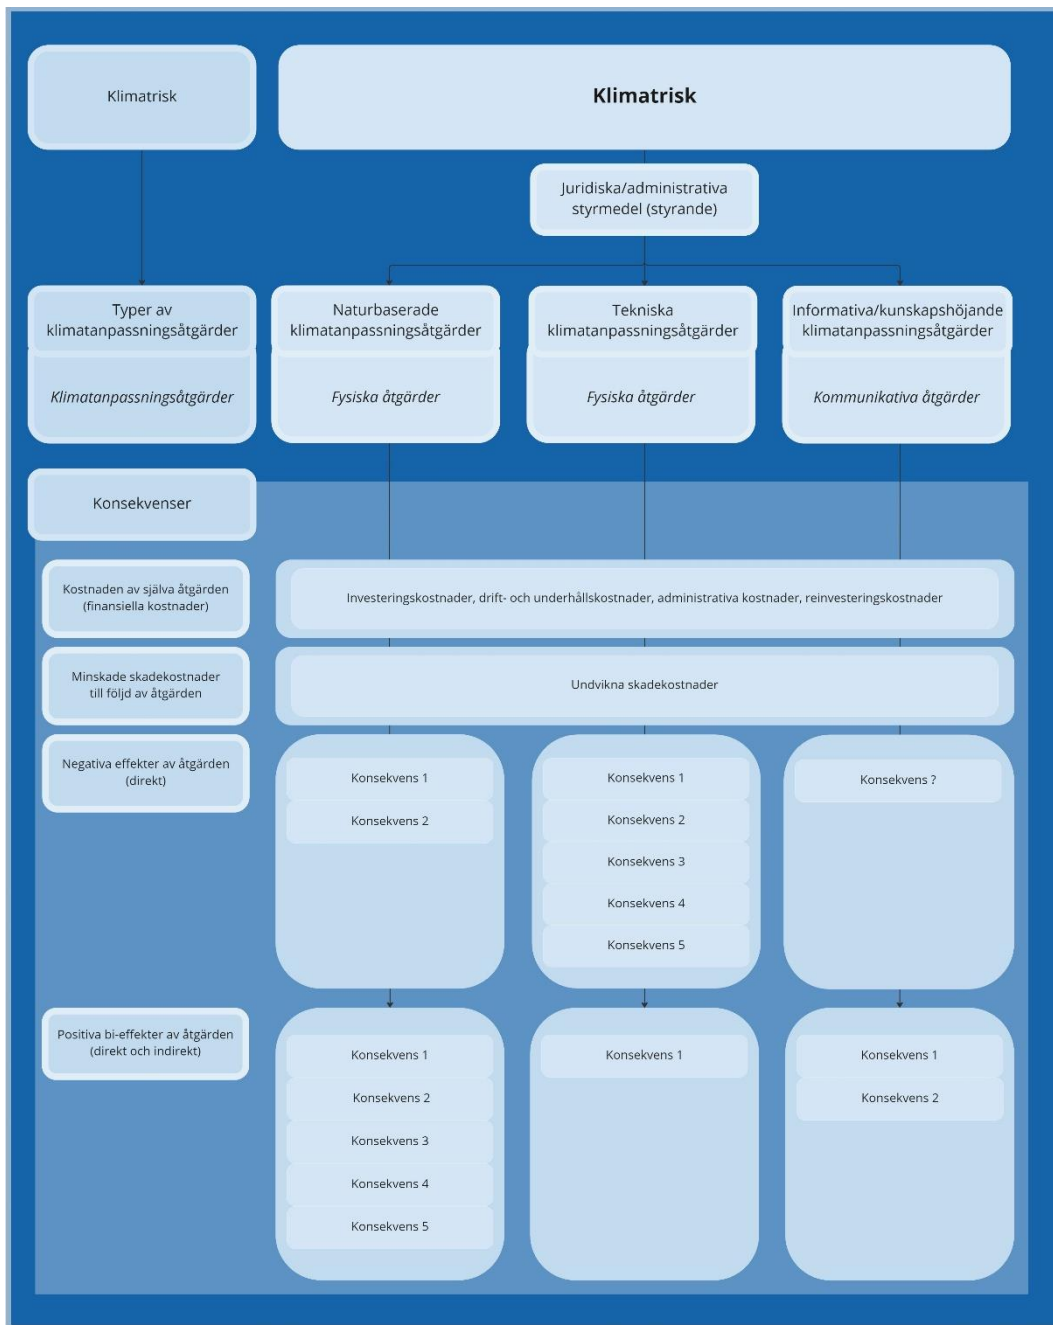 Klimatrisk
Klimatrisk
Juridiska/administrativa
styrmedel (styrande)
Typer av
klimatanpassningsåtgärder
Klimatanpassningsåtgärder
Naturbaserade
klimatanpassningsåtgärder
Fysiska åtgärder
Tekniska
klimatanpassningsåtgärder
Fysiska åtgärder
Informativa/kunskapshöjande
klimatanpassningsåtgärder
Kommunikativa åtgärder
Konsekvenser
Kostnaden av själva åtgärden
(finansiella kostnader)
Investeringskostnader, drift- och underhållskostnader, administrativa kostnader, reinvesteringskostnader
Minskade skadekostnader
till följd av åtgärden
Undvikna skadekostnader
Negativa effekter av åtgärden
(direkt)
Konsekvens 1
Konsekvens 2
Konsekvens 1
Konsekvens 2
Konsekvens 3
Konsekvens 4
Konsekvens 5
Konsekvens ?
Positiva bi-effekter av åtgärden
(direkt och indirekt)
Konsekvens 1
Konsekvens 2
Konsekvens 3
Konsekvens 4
Konsekvens 5
Konsekvens 1
Konsekvens 1
Konsekvens 2